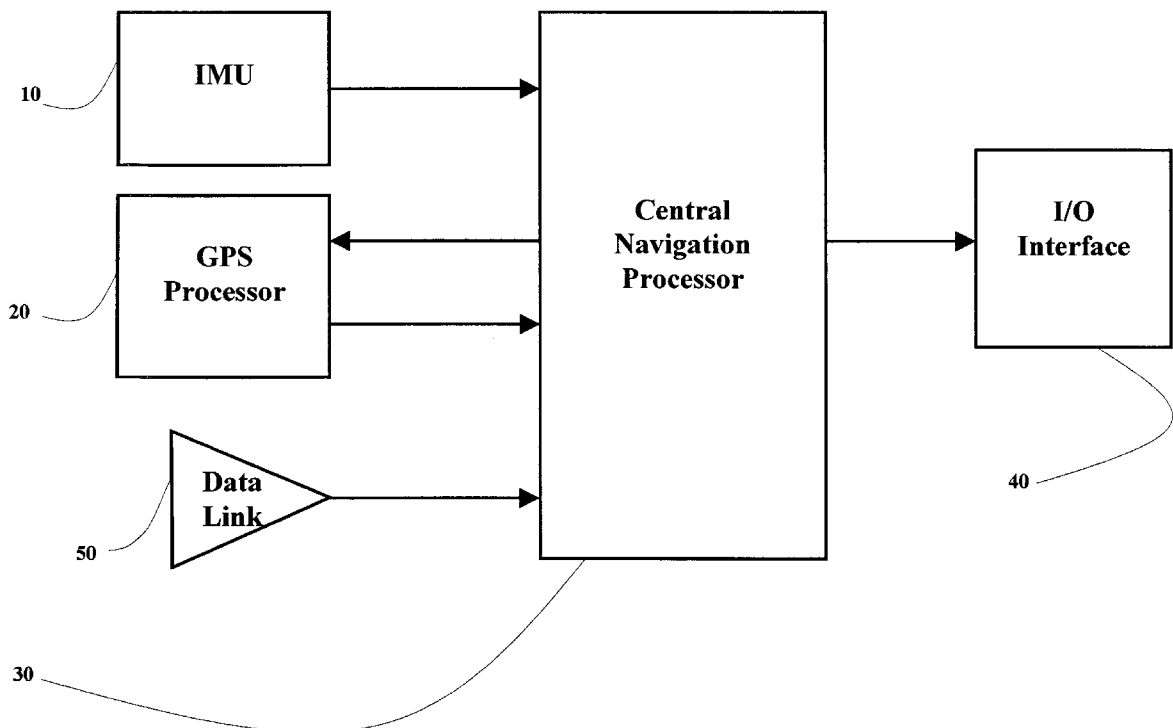 IMU
10
GPS
Processor
20
Central
Navigation
Processor
I/O
Interface
Data
Link
50
40
30